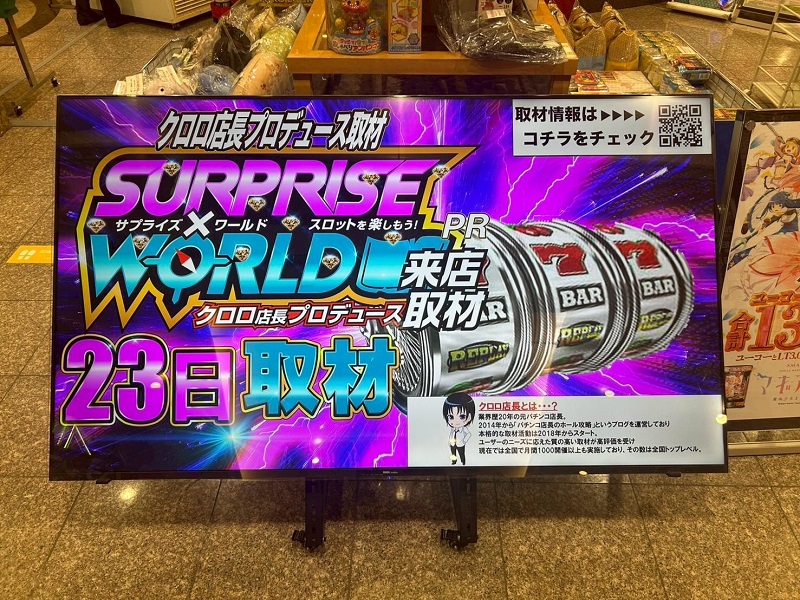 クロロ店長プロデュース取材
取材情報は▶▶▶▶
コチラをチェック
SURPRISE
サプライズ×ワールド スロットを楽しもう!
WORLD
PR
来店
取材
クロロ店長プロデュース
23日 取材
7
7
BAR
BAR
BAR
REPLAY
REPLAY
REPLAY
クロロ店長とは・・・?
業界歴20年の元パチンコ店長。
2014年から「パチンコ店長のホール攻略」というブログを運営しており
本格的な取材活動は2018年からスタート。
ユーザーのニーズに応えた質の高い取材が高評価を受け
現在では全国で月間1000開催以上も実施しており、その数は全国トップレベル。
合計13